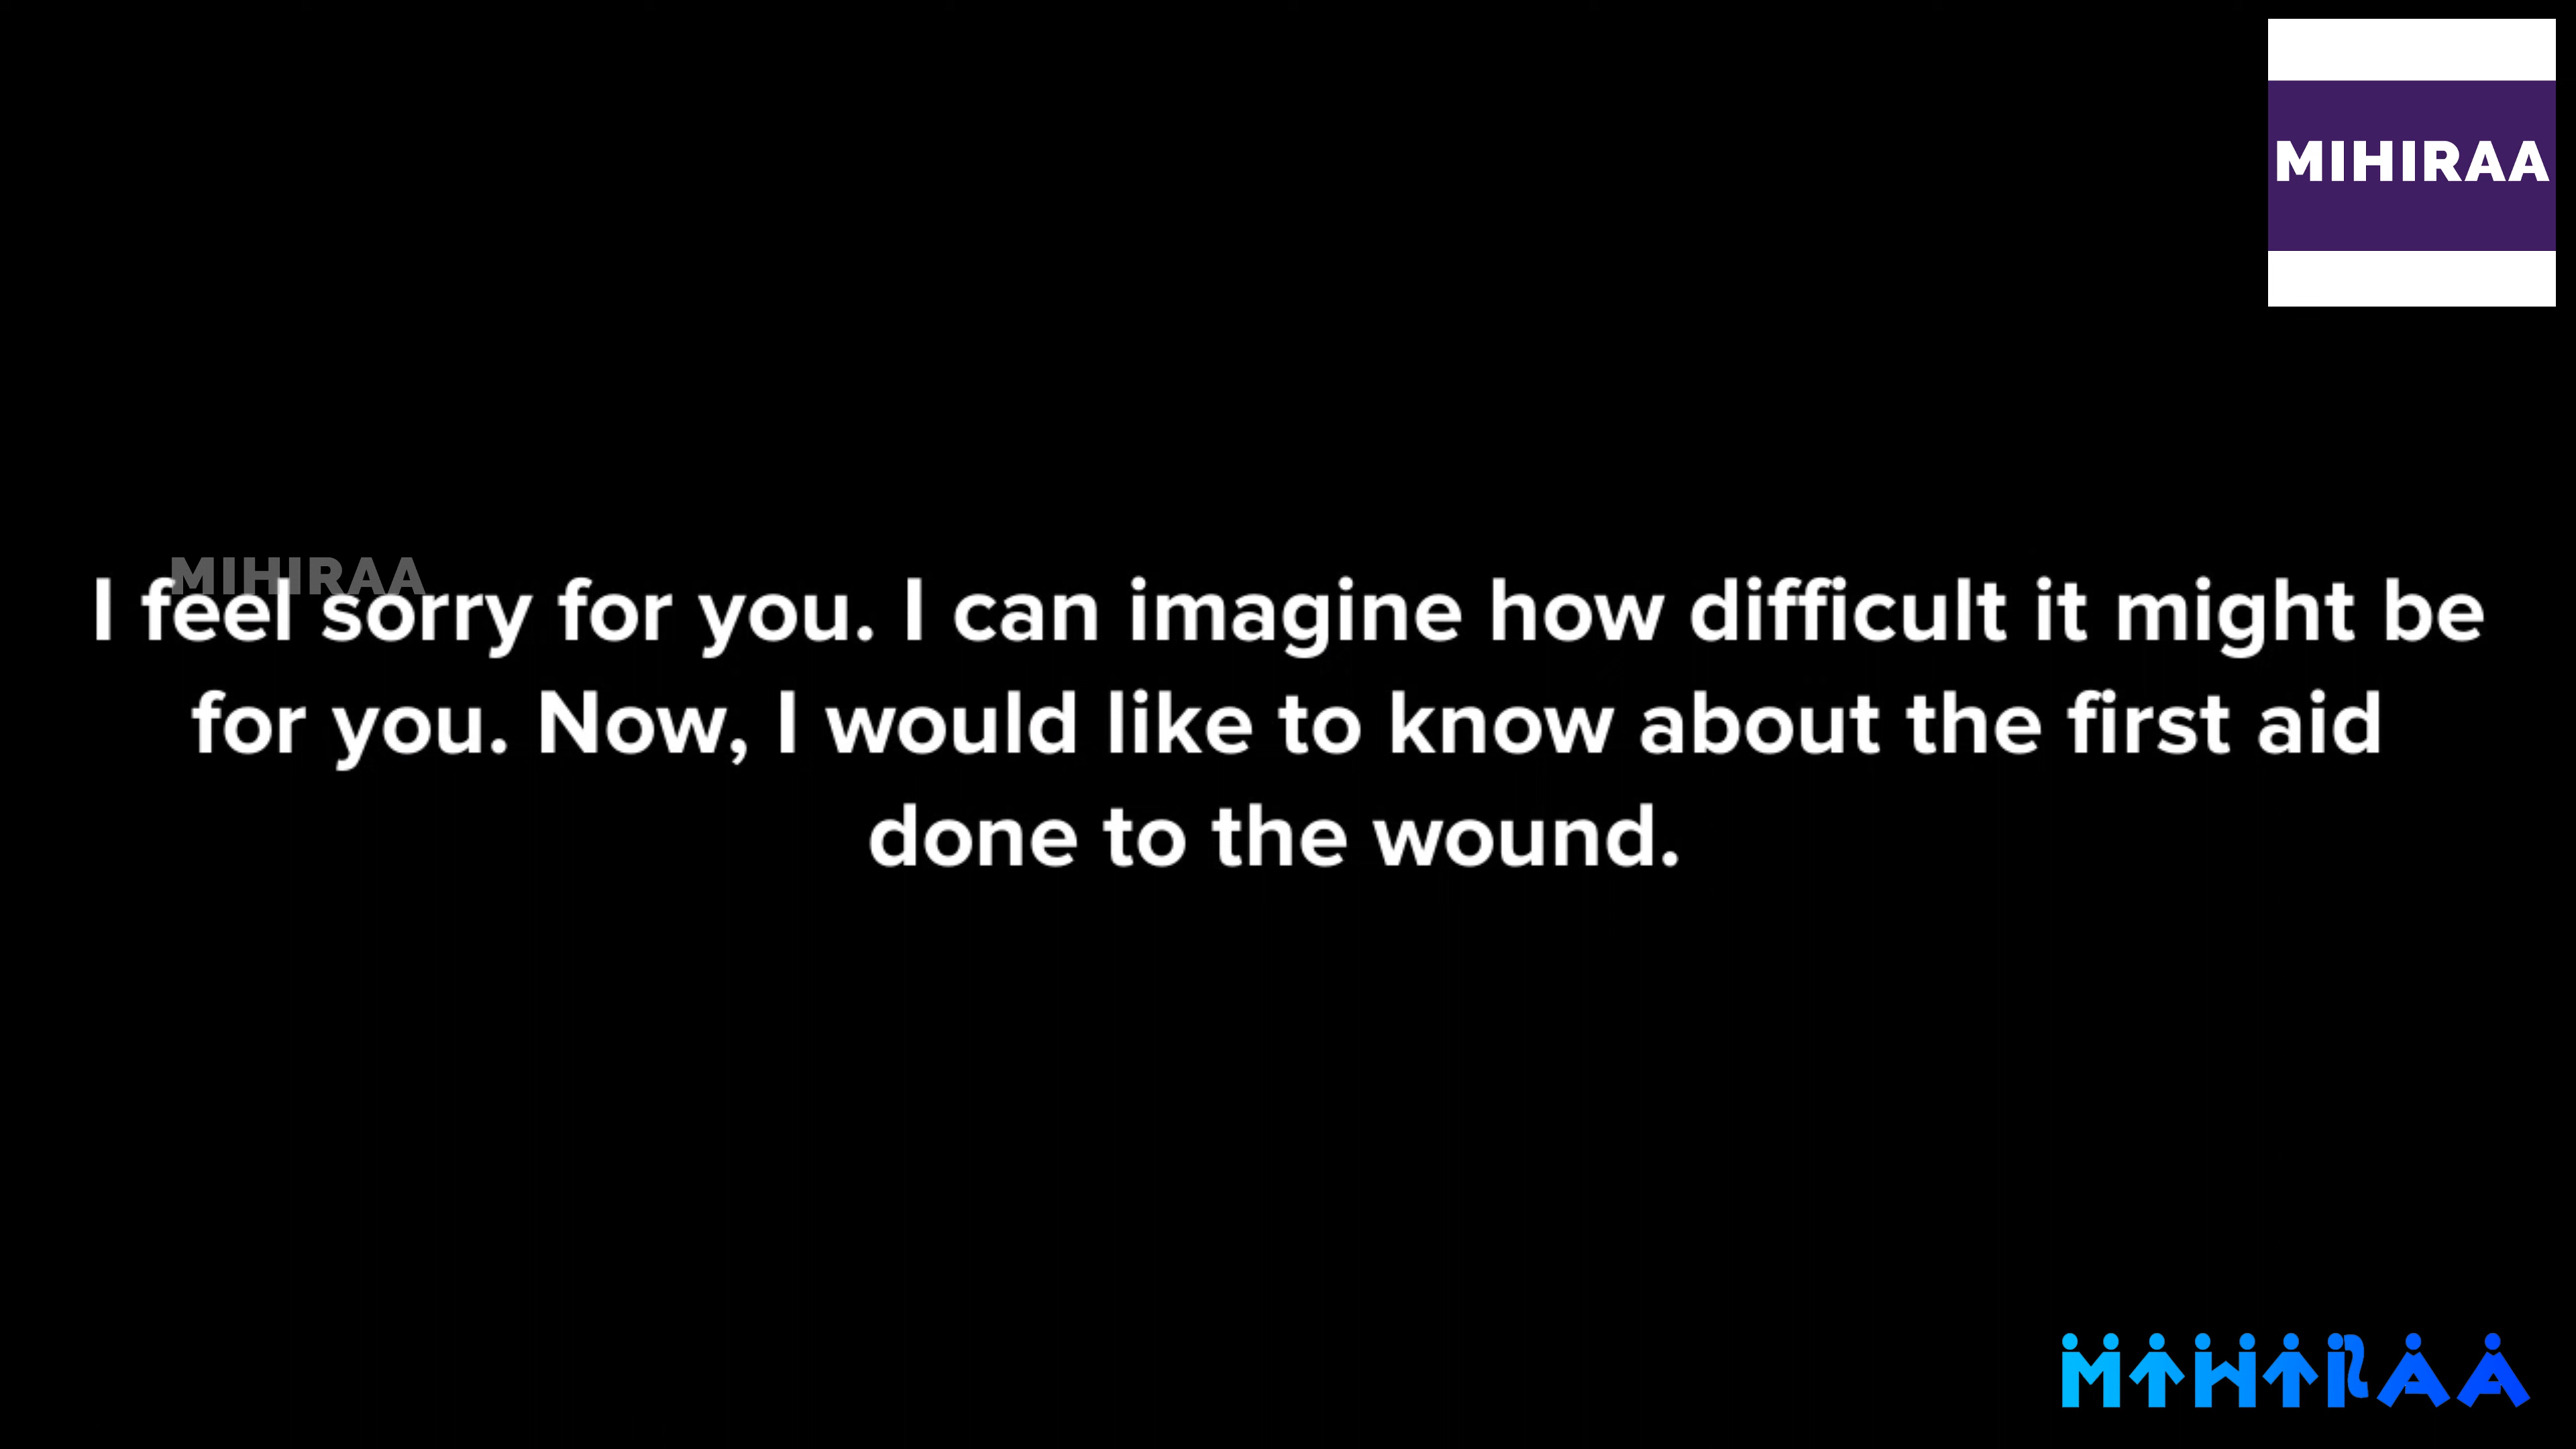 MIHIRAA
MIHIRAA
I feel sorry for you. I can imagine how difficult it might be
for you. Now, I would like to know about the first aid
done to the wound.
MIHIRAA